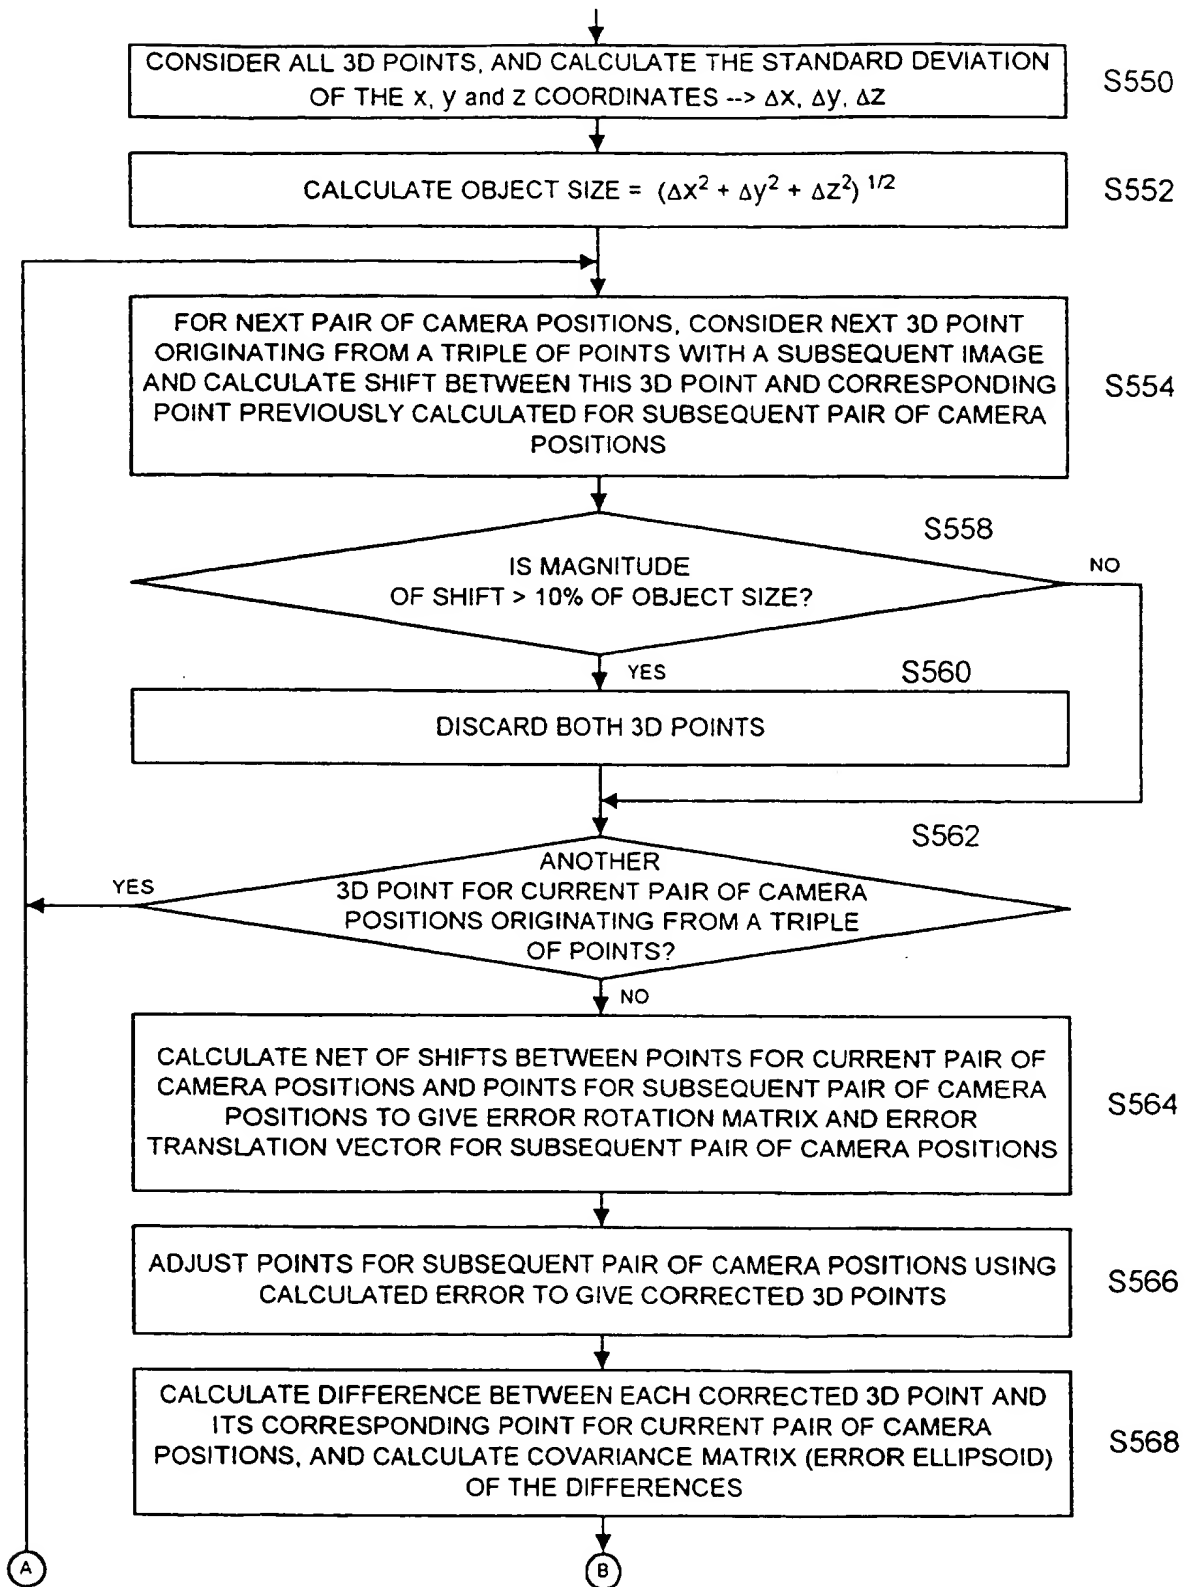 CONSIDER ALL 3D POINTS, AND CALCULATE THE STANDARD DEVIATION
OF THE x, y and z COORDINATES --> Δx, Δy, Δz
S550
CALCULATE OBJECT SIZE = (Δx² + Δy² + Δz²) 1/2
S552
FOR NEXT PAIR OF CAMERA POSITIONS, CONSIDER NEXT 3D POINT
ORIGINATING FROM A TRIPLE OF POINTS WITH A SUBSEQUENT IMAGE
AND CALCULATE SHIFT BETWEEN THIS 3D POINT AND CORRESPONDING
POINT PREVIOUSLY CALCULATED FOR SUBSEQUENT PAIR OF CAMERA
POSITIONS
S554
S558
IS MAGNITUDE
OF SHIFT > 10% OF OBJECT SIZE?
NO
YES
S560
DISCARD BOTH 3D POINTS
S562
ANOTHER
3D POINT FOR CURRENT PAIR OF CAMERA
POSITIONS ORIGINATING FROM A TRIPLE
OF POINTS?
YES
NO
CALCULATE NET OF SHIFTS BETWEEN POINTS FOR CURRENT PAIR OF
CAMERA POSITIONS AND POINTS FOR SUBSEQUENT PAIR OF CAMERA
POSITIONS TO GIVE ERROR ROTATION MATRIX AND ERROR
TRANSLATION VECTOR FOR SUBSEQUENT PAIR OF CAMERA POSITIONS
S564
ADJUST POINTS FOR SUBSEQUENT PAIR OF CAMERA POSITIONS USING
CALCULATED ERROR TO GIVE CORRECTED 3D POINTS
S566
CALCULATE DIFFERENCE BETWEEN EACH CORRECTED 3D POINT AND
ITS CORRESPONDING POINT FOR CURRENT PAIR OF CAMERA
POSITIONS, AND CALCULATE COVARIANCE MATRIX (ERROR ELLIPSOID)
OF THE DIFFERENCES
S568
A
B